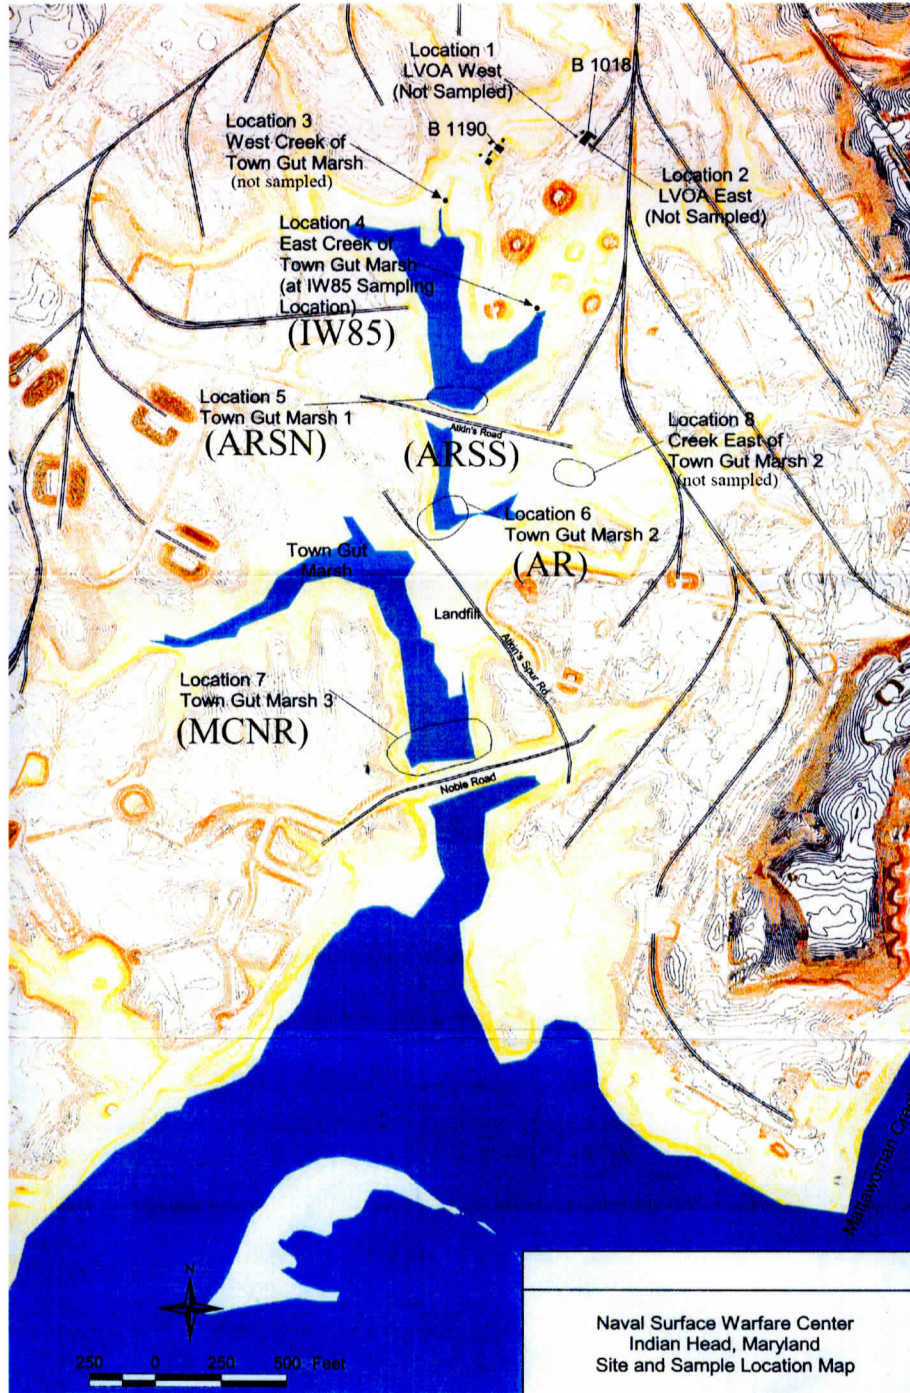 Location 1
LVOA West
(Not Sampled)
B 1018
Location 3
West Creek of
Town Gut Marsh
(not sampled)
B 1190
Location 2
LVOA East
(Not Sampled)
Location 4
East Creek of
Town Gut Marsh
(at IW85 Sampling
Location)
(IW85)
Location 5
Town Gut Marsh 1
(ARSN)
Atkin's Road
(ARSS)
Location 8
Creek East of
Town Gut Marsh 2
(not sampled)
Location 6
Town Gut Marsh 2
(AR)
Town Gut
Marsh
Landfill
Atkin's Spur Rd.
Location 7
Town Gut Marsh 3
(MCNR)
Noble Road
Mattawoman Creek
N
250 0 250 500 Feet
Naval Surface Warfare Center
Indian Head, Maryland
Site and Sample Location Map